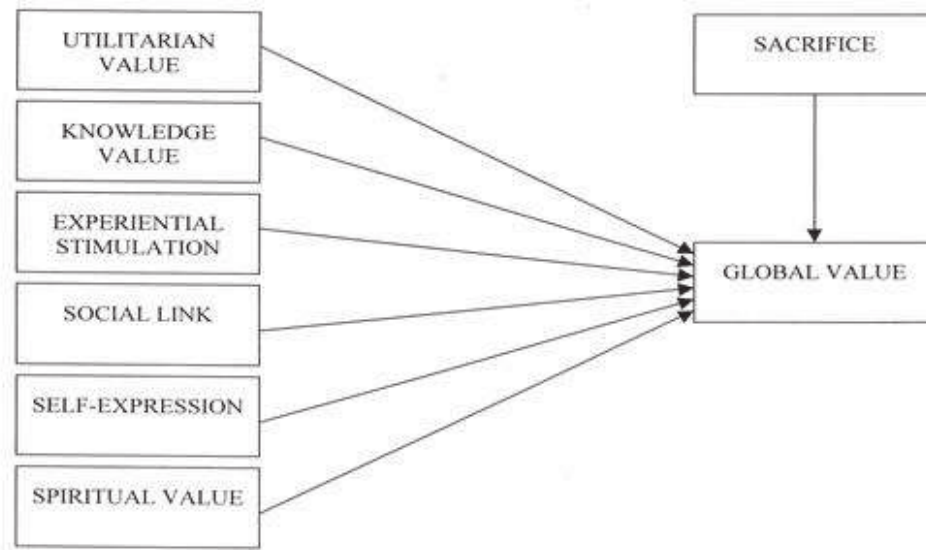 UTILITARIAN
VALUE
KNOWLEDGE
VALUE
EXPERIENTIAL
STIMULATION
SOCIAL LINK
SELF-EXPRESSION
SPIRITUAL VALUE
SACRIFICE
GLOBAL VALUE